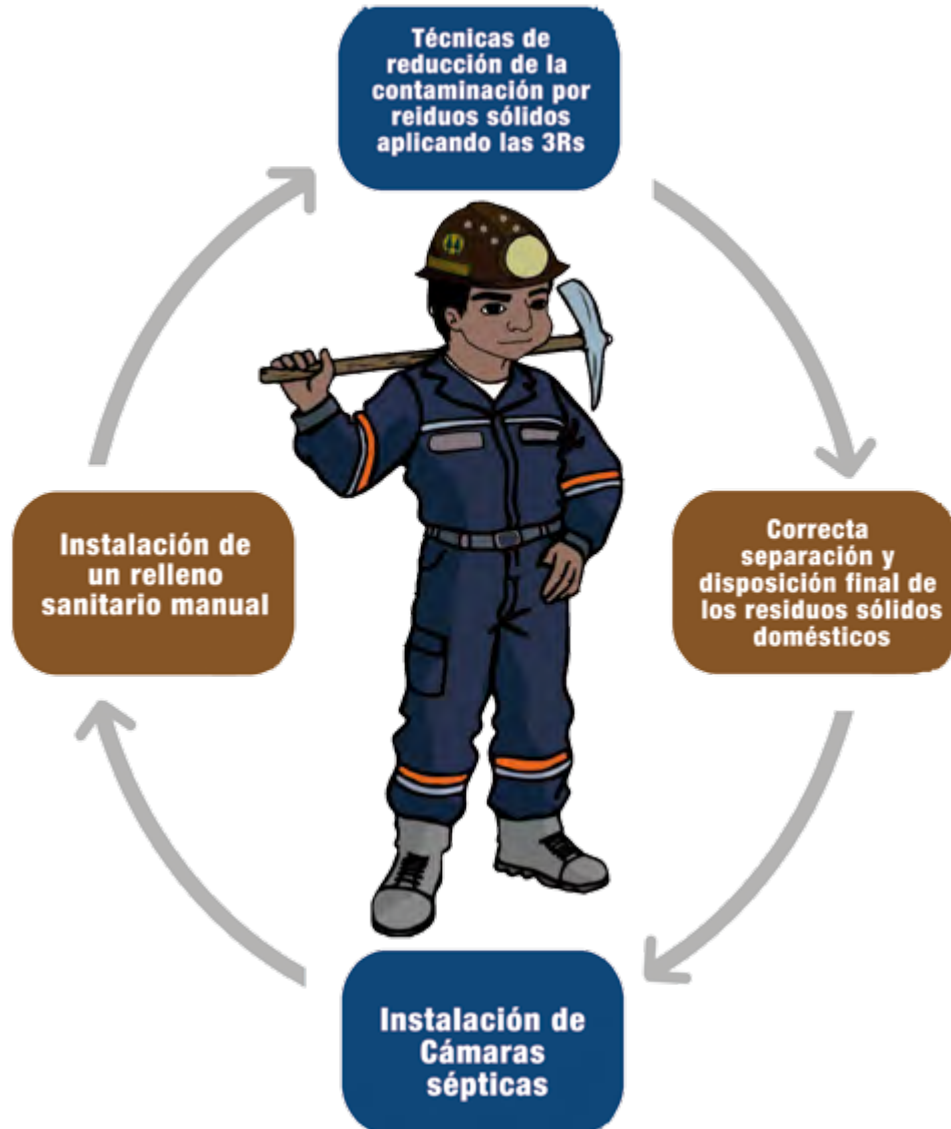 Técnicas de
reducción de la
contaminación por
reiduos sólidos
aplicando las 3Rs
Correcta
separación y
disposición final de
los residuos sólidos
domésticos
Instalación de
Cámaras
sépticas
Instalación de
un relleno
sanitario manual